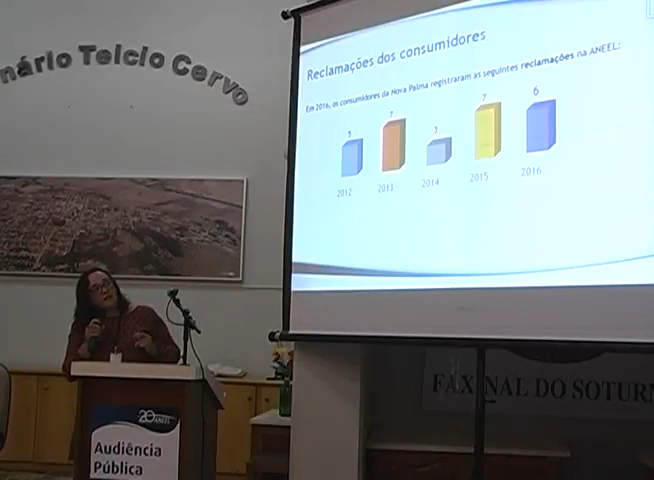 nário Telcio Cervo
Reclamações dos consumidores
Em 2016, os consumidores da Nova Palma registraram as seguintes reclamações na ANEEL:
5 7 3 7 6
2012 2013 2014 2015 2016
20 ANEEL
Audiência
Pública
FAXINAL DO SOTURN